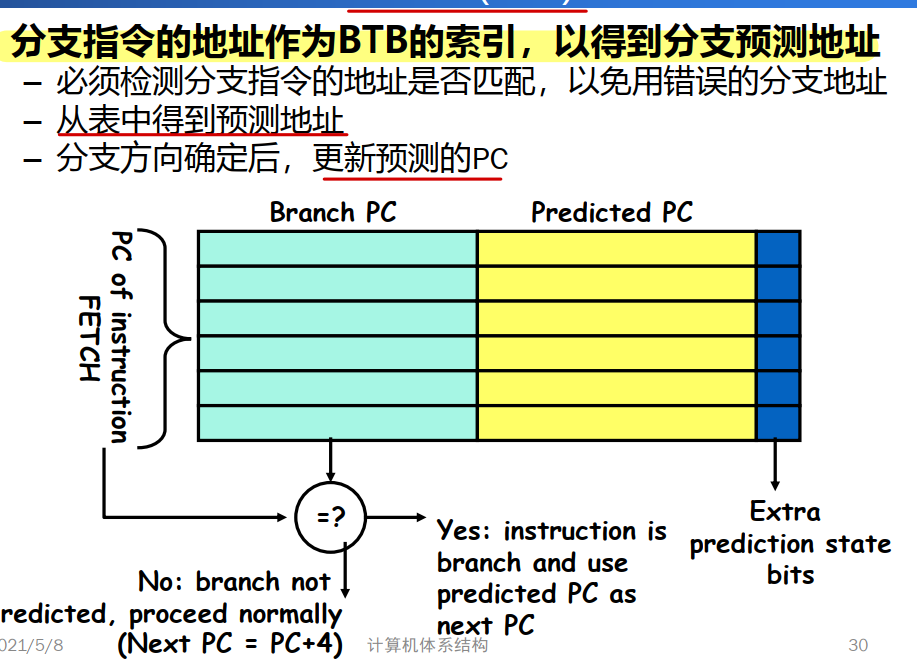 分支指令的地址作为BTB的索引，以得到分支预测地址
– 必须检测分支指令的地址是否匹配，以免用错误的分支地址
– 从表中得到预测地址
– 分支方向确定后，更新预测的PC
Branch PC
Predicted PC
PC of instruction
FETCH
=?
Extra
prediction state
bits
Yes: instruction is
branch and use
predicted PC as
next PC
No: branch not
redicted, proceed normally
(Next PC = PC+4)
021/5/8
计算机体系结构
30